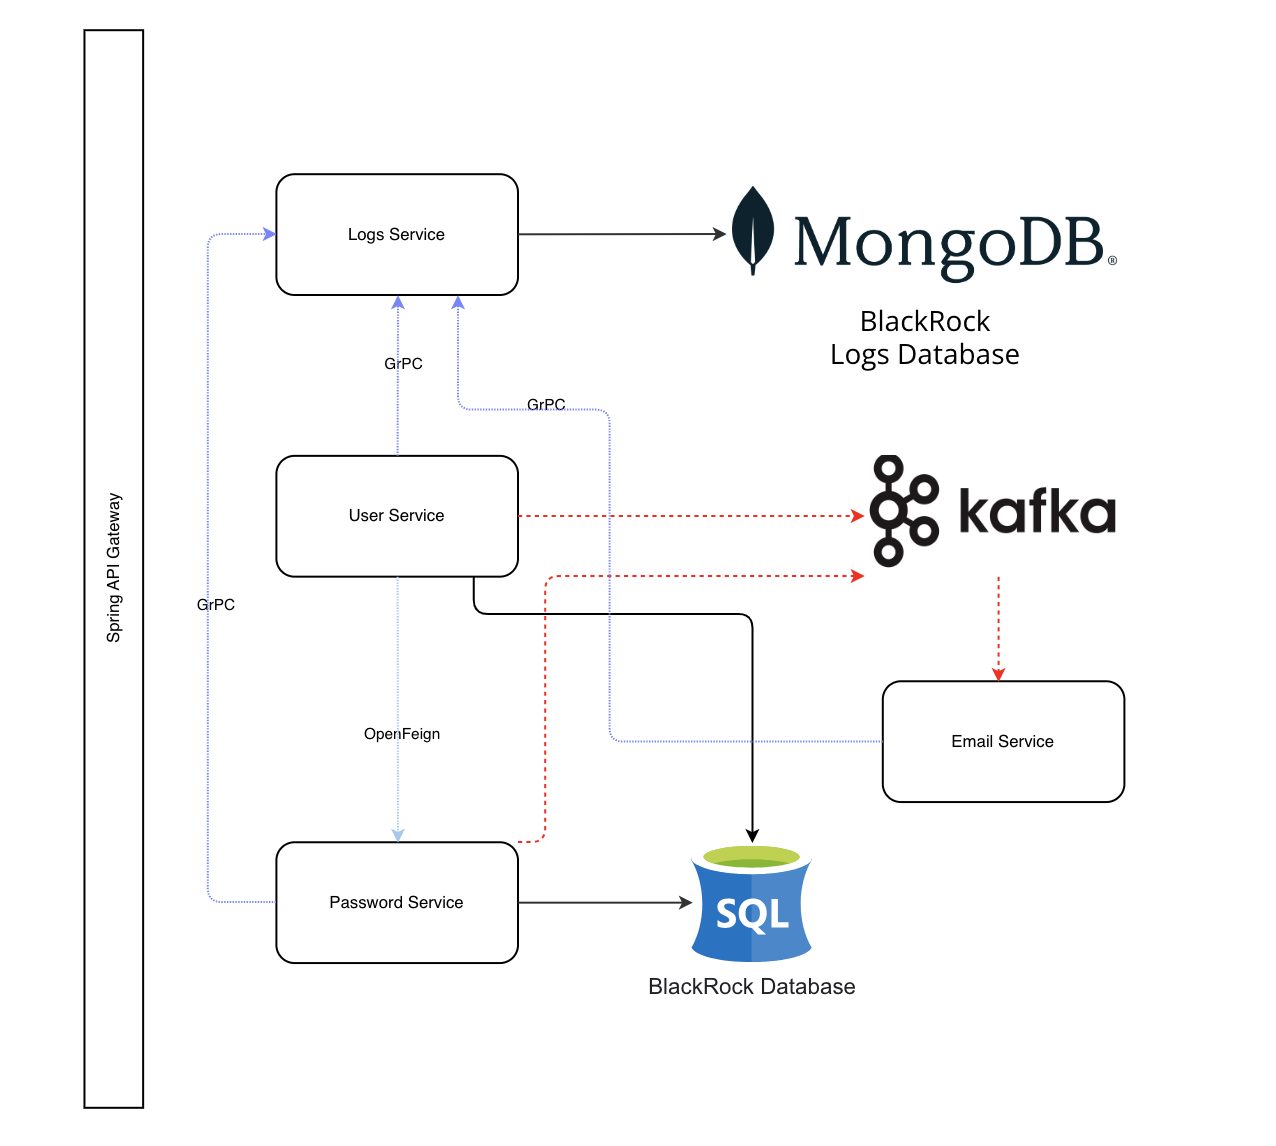 Spring API Gateway
Logs Service
MongoDB®
BlackRock
Logs Database
GrPC
GrPC
User Service
kafka
GrPC
OpenFeign
Email Service
Password Service
SQL
BlackRock Database